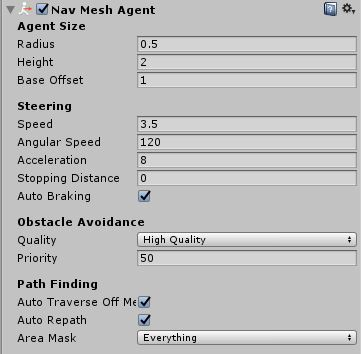 Nav Mesh Agent
Agent Size
Radius 0.5
Height 2
Base Offset 1
Steering
Speed 3.5
Angular Speed 120
Acceleration 8
Stopping Distance 0
Auto Braking
Obstacle Avoidance
Quality High Quality
Priority 50
Path Finding
Auto Traverse Off Me
Auto Repath
Area Mask Everything